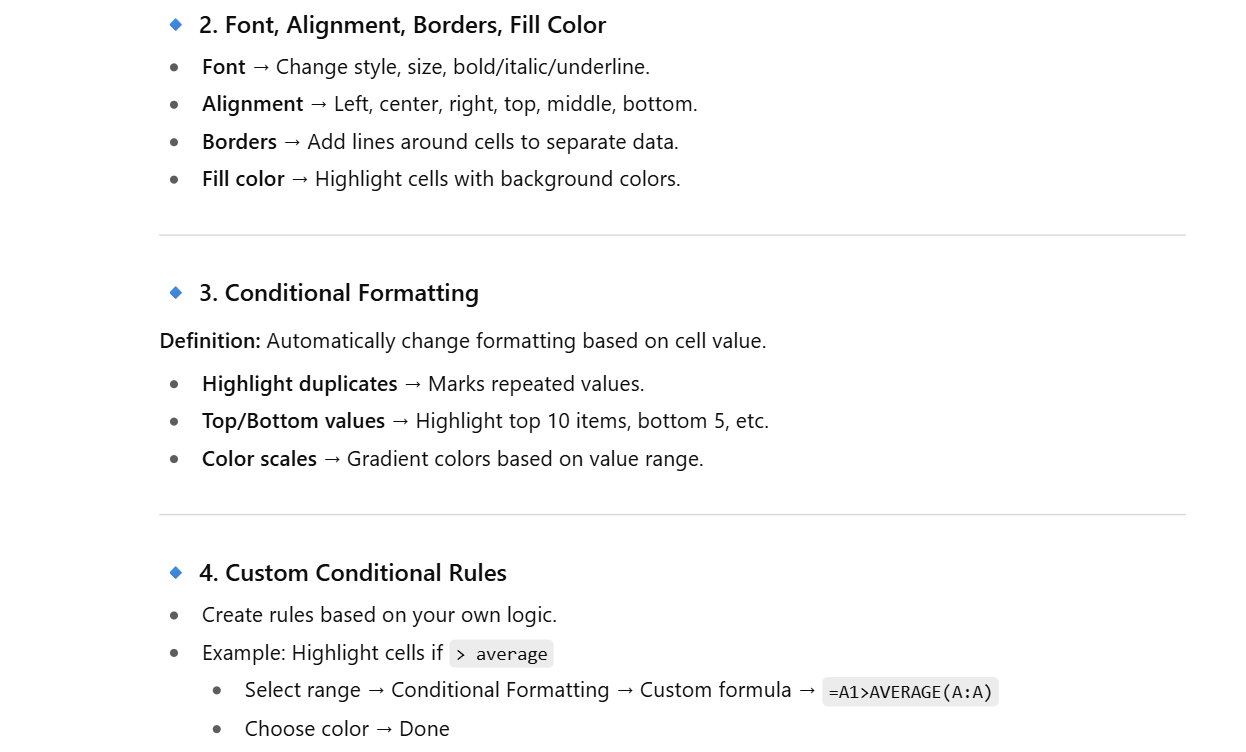 🔹 2. Font, Alignment, Borders, Fill Color
• Font → Change style, size, bold/italic/underline.
• Alignment → Left, center, right, top, middle, bottom.
• Borders → Add lines around cells to separate data.
• Fill color → Highlight cells with background colors.
🔹 3. Conditional Formatting
Definition: Automatically change formatting based on cell value.
• Highlight duplicates → Marks repeated values.
• Top/Bottom values → Highlight top 10 items, bottom 5, etc.
• Color scales → Gradient colors based on value range.
🔹 4. Custom Conditional Rules
• Create rules based on your own logic.
• Example: Highlight cells if > average
• Select range → Conditional Formatting → Custom formula → =A1>AVERAGE(A:A)
• Choose color → Done